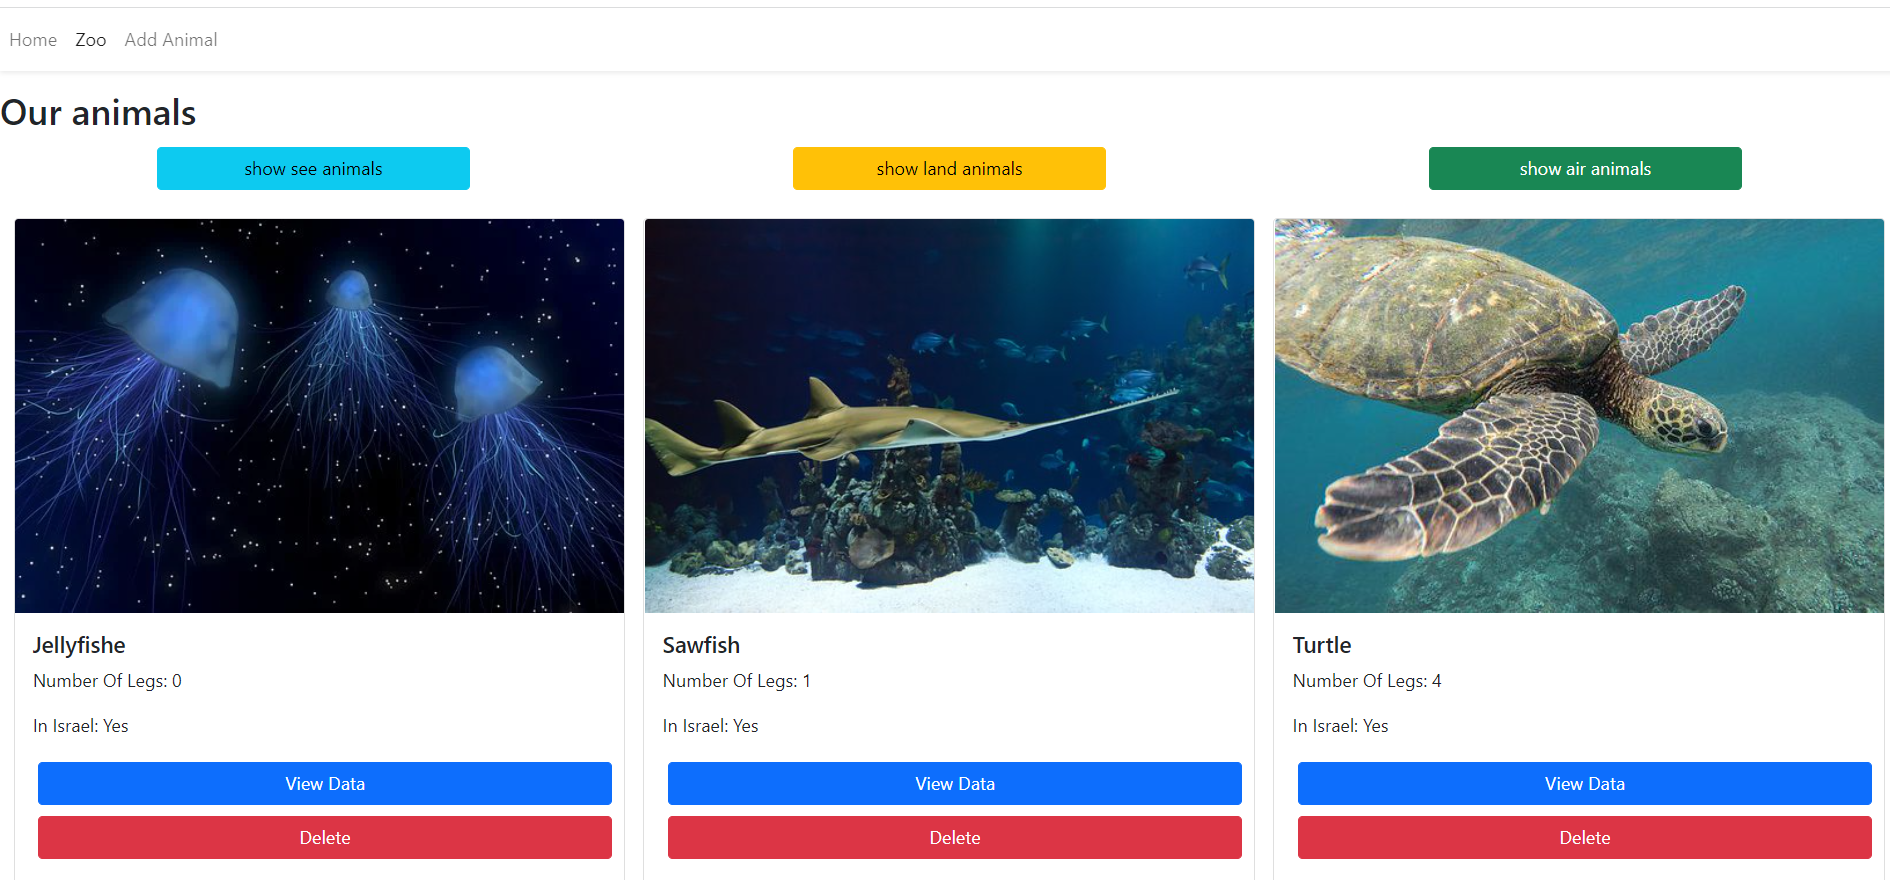 Home Zoo Add Animal
Our animals
show see animals
show land animals
show air animals
Jellyfishe
Number Of Legs: 0
In Israel: Yes
View Data
Delete
Sawfish
Number Of Legs: 1
In Israel: Yes
View Data
Delete
Turtle
Number Of Legs: 4
In Israel: Yes
View Data
Delete